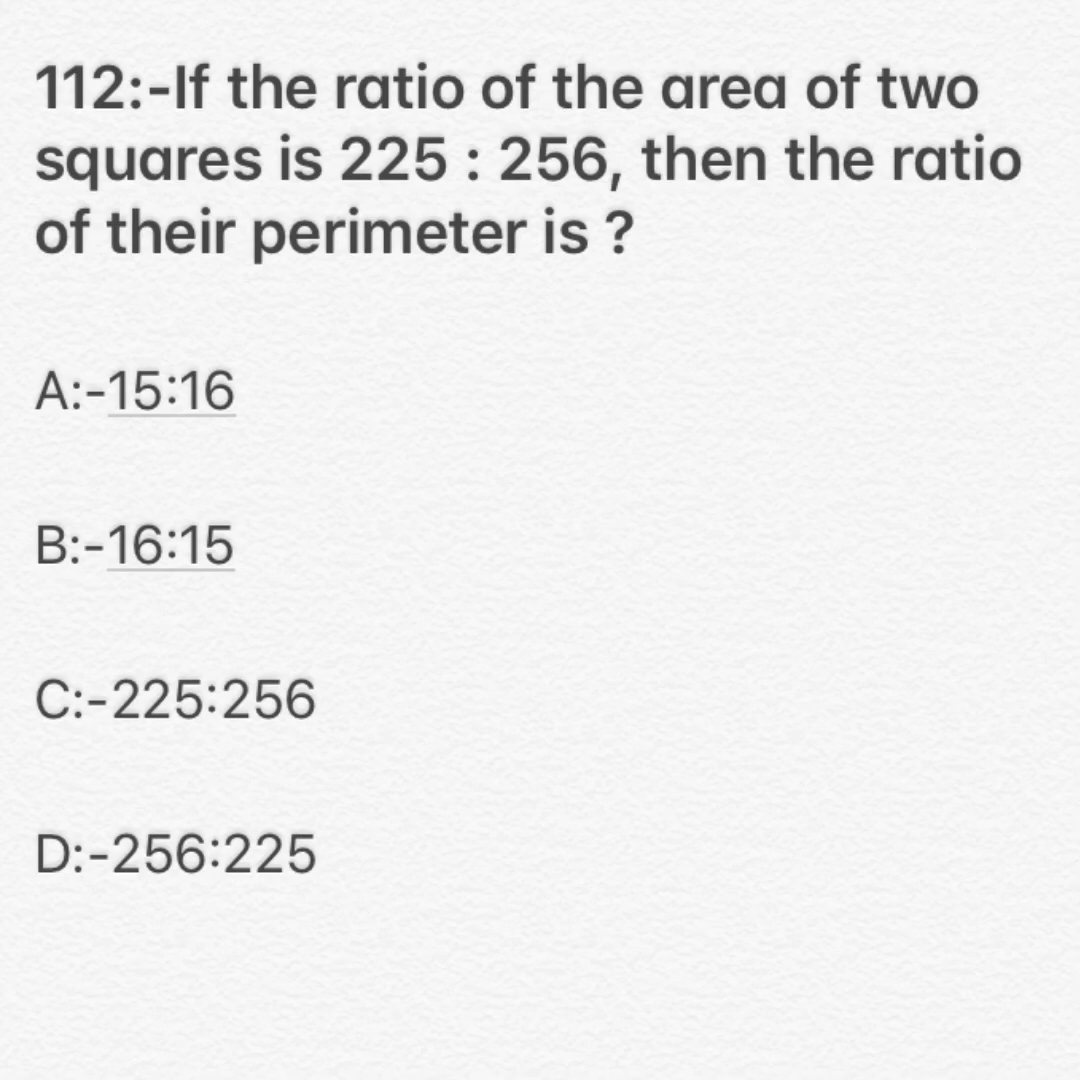 112:-If the ratio of the area of two
squares is 225 : 256, then the ratio
of their perimeter is ?
A:-15:16
B:-16:15
C:-225:256
D:-256:225